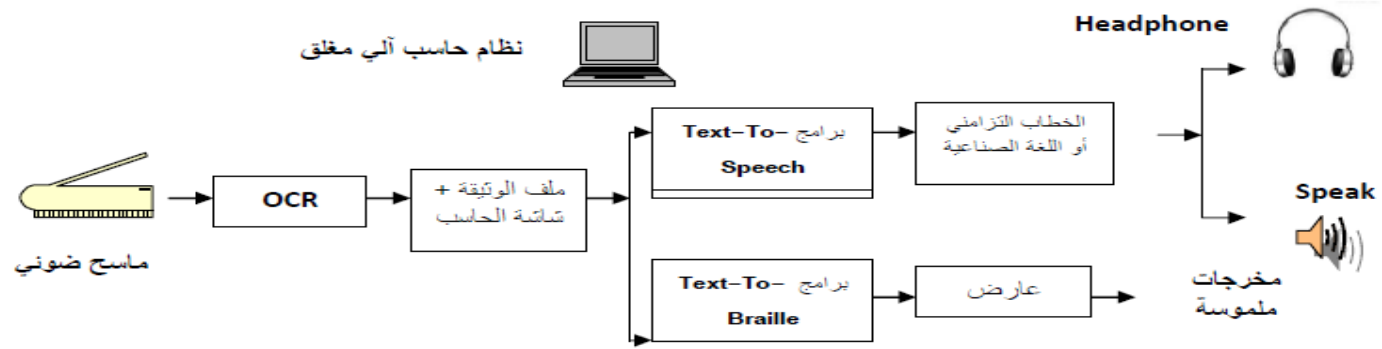 Headphone
نظام حاسب آلي مغلق
برامج Text-To-
Speech
الخطاب التزامني
أو اللغة الصناعية
OCR
ملف الوثيقة +
شاشة الحاسب
Speak
ماسح ضوئي
برامج Text-To-
Braille
عارض
مخرجات
ملموسة